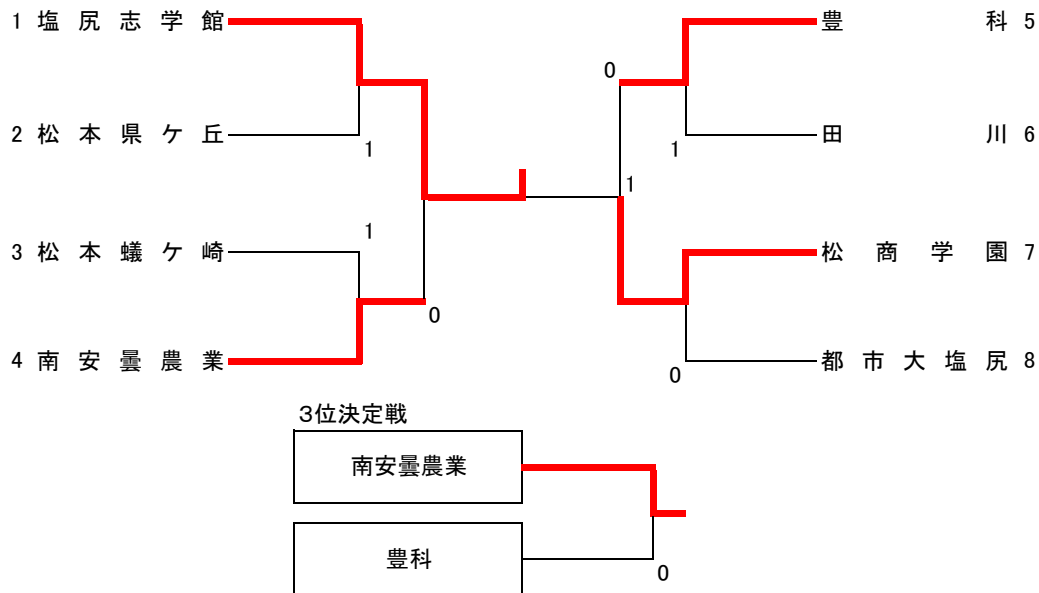 1 塩尻志学館
豊科 5
0
2 松本県ケ丘
1
1
田川 6
1
3 松本蟻ケ崎
1
松商学園 7
0
4 南安曇農業
0
都市大塩尻 8
3位決定戦
南安曇農業
豊科
0